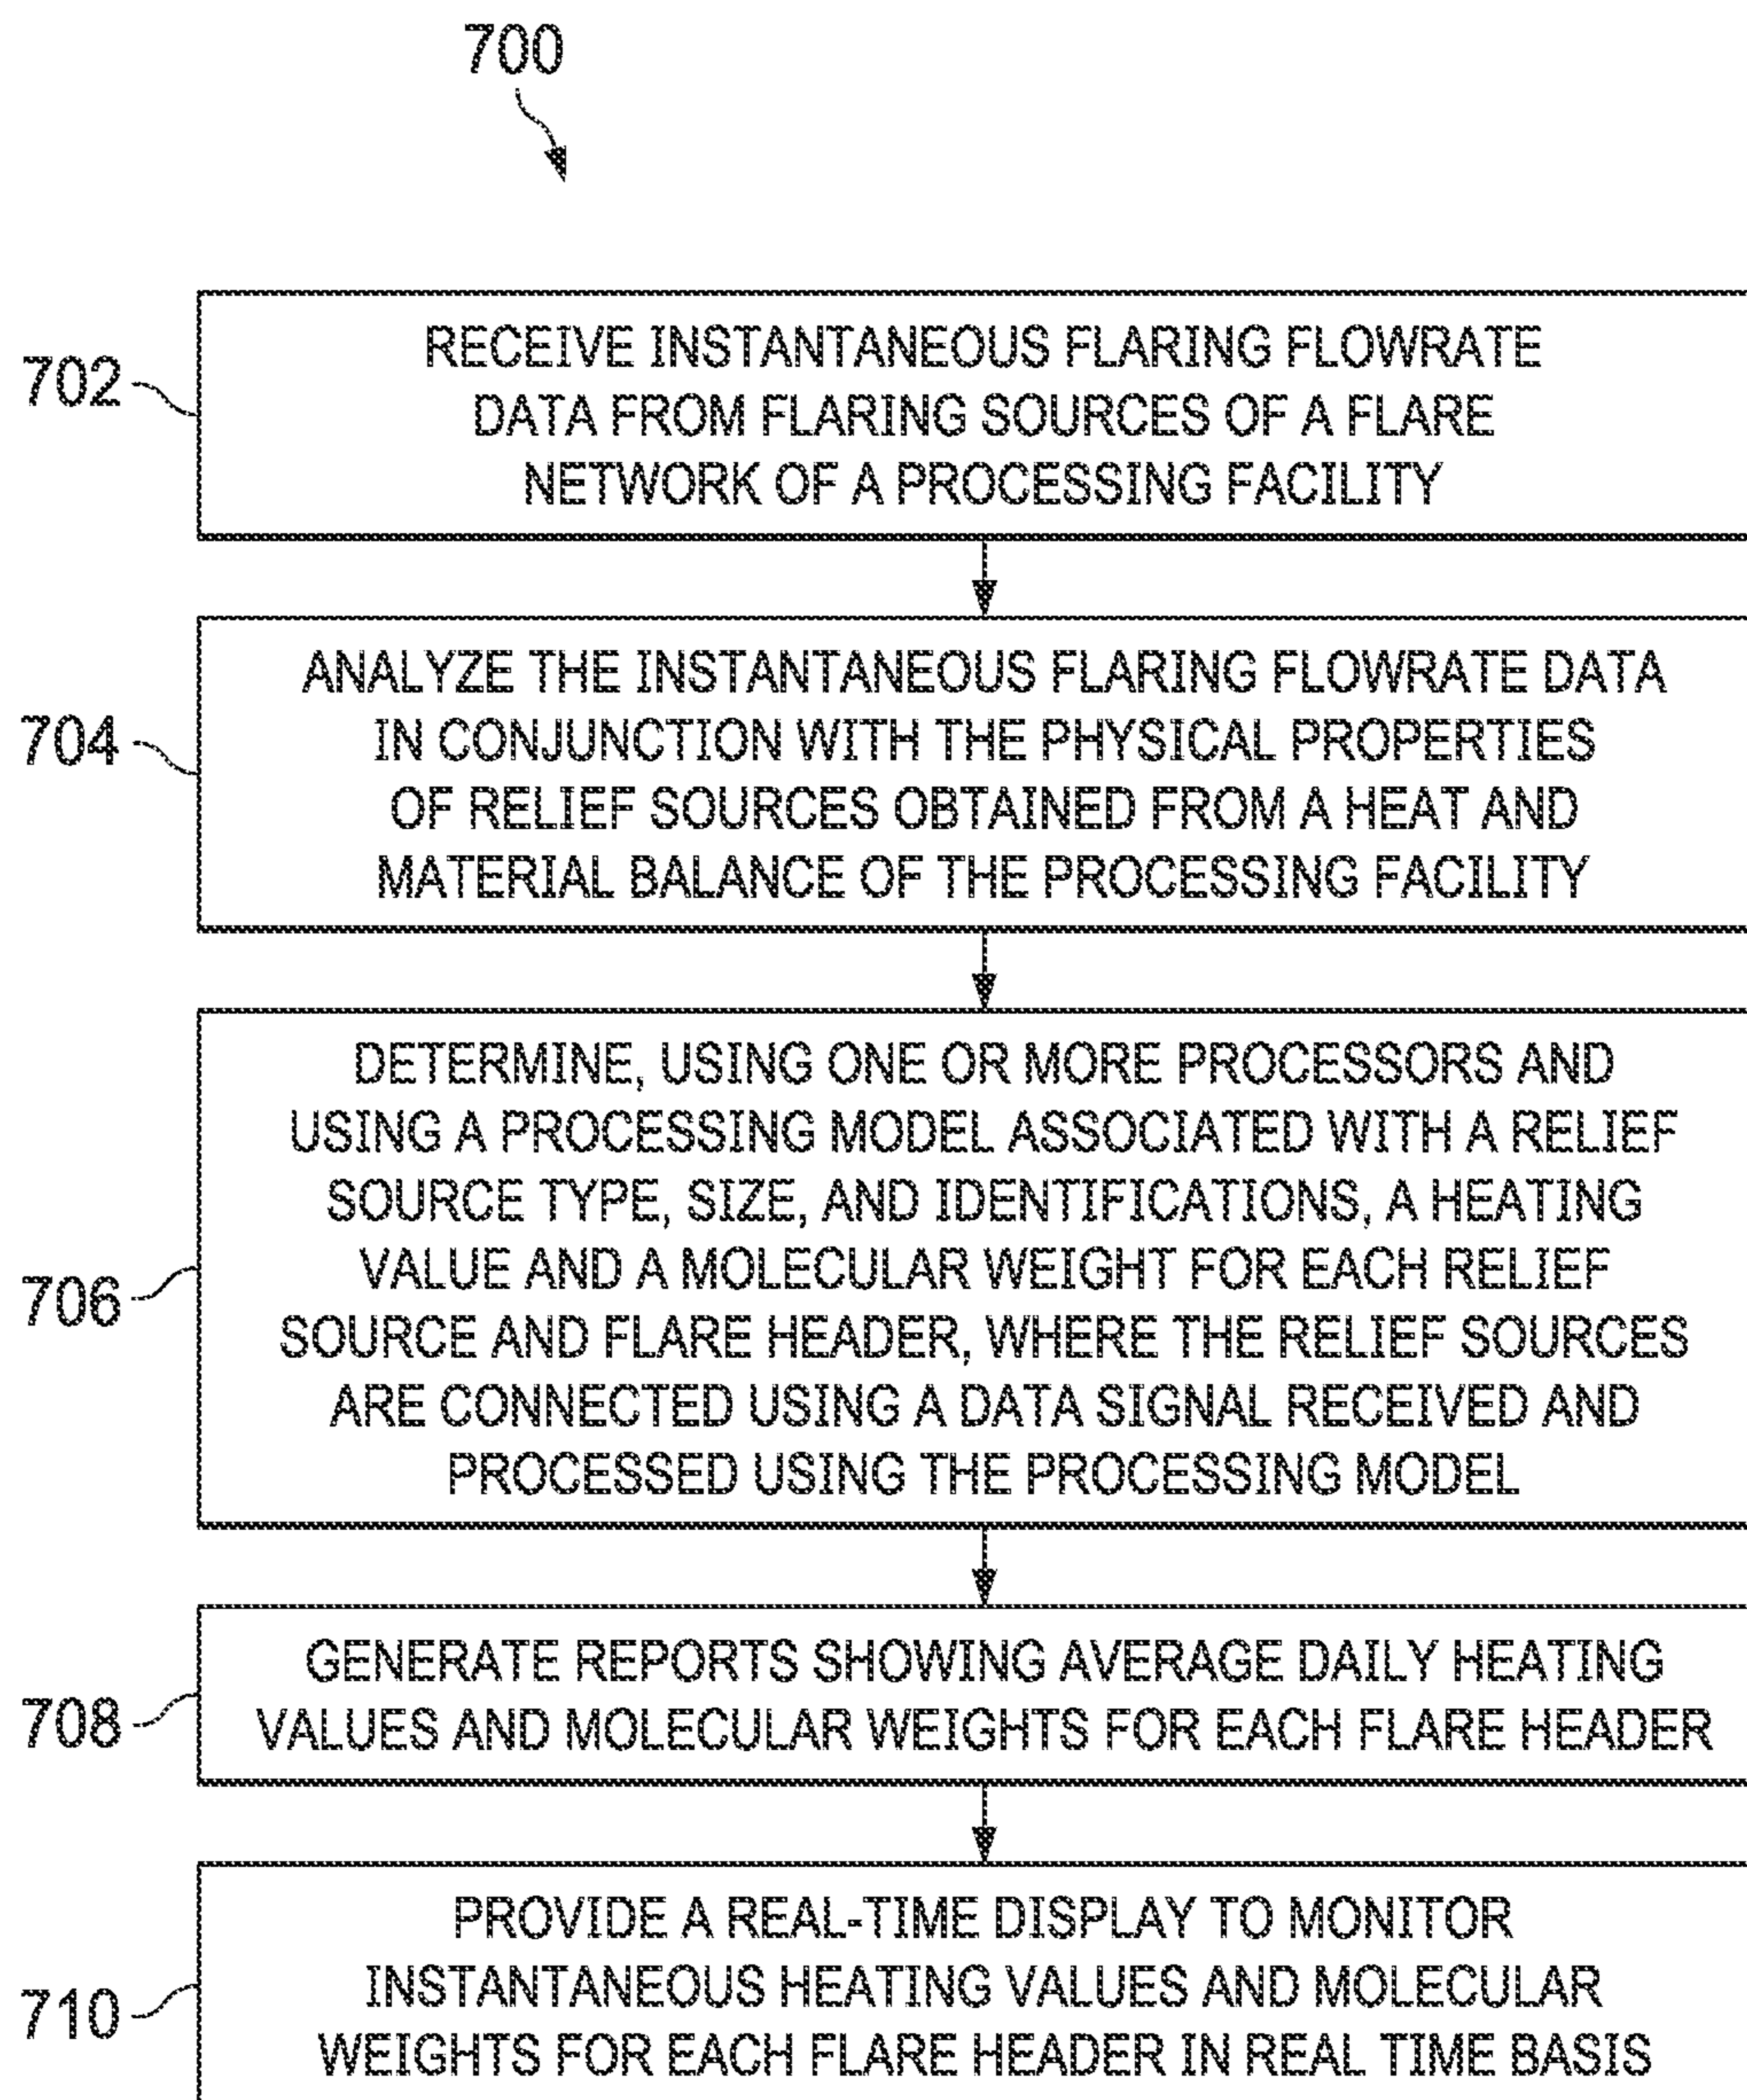 700
702
RECEIVE INSTANTANEOUS FLARING FLOWRATE
DATA FROM FLARING SOURCES OF A FLARE
NETWORK OF A PROCESSING FACILITY
704
ANALYZE THE INSTANTANEOUS FLARING FLOWRATE DATA
IN CONJUNCTION WITH THE PHYSICAL PROPERTIES
OF RELIEF SOURCES OBTAINED FROM A HEAT AND
MATERIAL BALANCE OF THE PROCESSING FACILITY
706
DETERMINE, USING ONE OR MORE PROCESSORS AND
USING A PROCESSING MODEL ASSOCIATED WITH A RELIEF
SOURCE TYPE, SIZE, AND IDENTIFICATIONS, A HEATING
VALUE AND A MOLECULAR WEIGHT FOR EACH RELIEF
SOURCE AND FLARE HEADER, WHERE THE RELIEF SOURCES
ARE CONNECTED USING A DATA SIGNAL RECEIVED AND
PROCESSED USING THE PROCESSING MODEL
708
GENERATE REPORTS SHOWING AVERAGE DAILY HEATING
VALUES AND MOLECULAR WEIGHTS FOR EACH FLARE HEADER
710
PROVIDE A REAL-TIME DISPLAY TO MONITOR
INSTANTANEOUS HEATING VALUES AND MOLECULAR
WEIGHTS FOR EACH FLARE HEADER IN REAL TIME BASIS